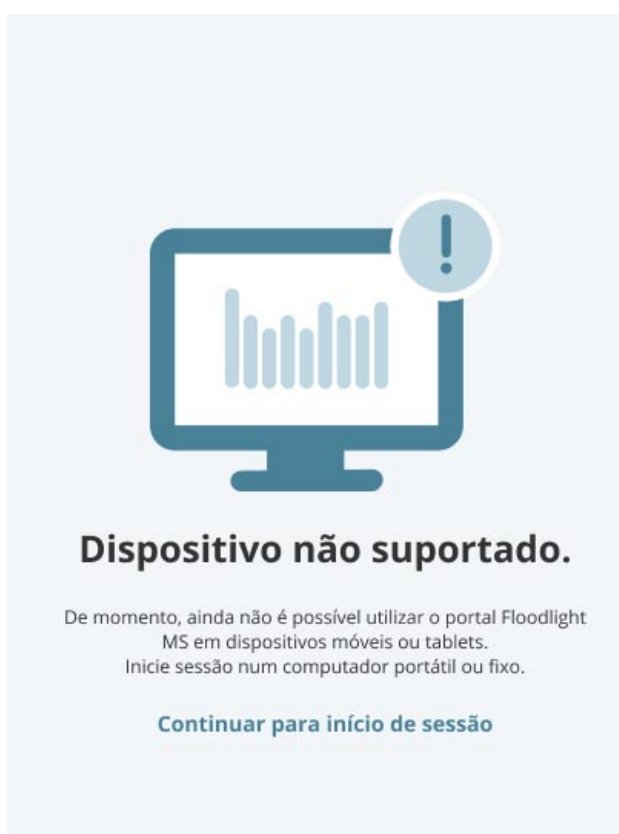 Dispositivo não suportado.
De momento, ainda não é possível utilizar o portal Floodlight
MS em dispositivos móveis ou tablets.
Inicie sessão num computador portátil ou fixo.
Continuar para início de sessão